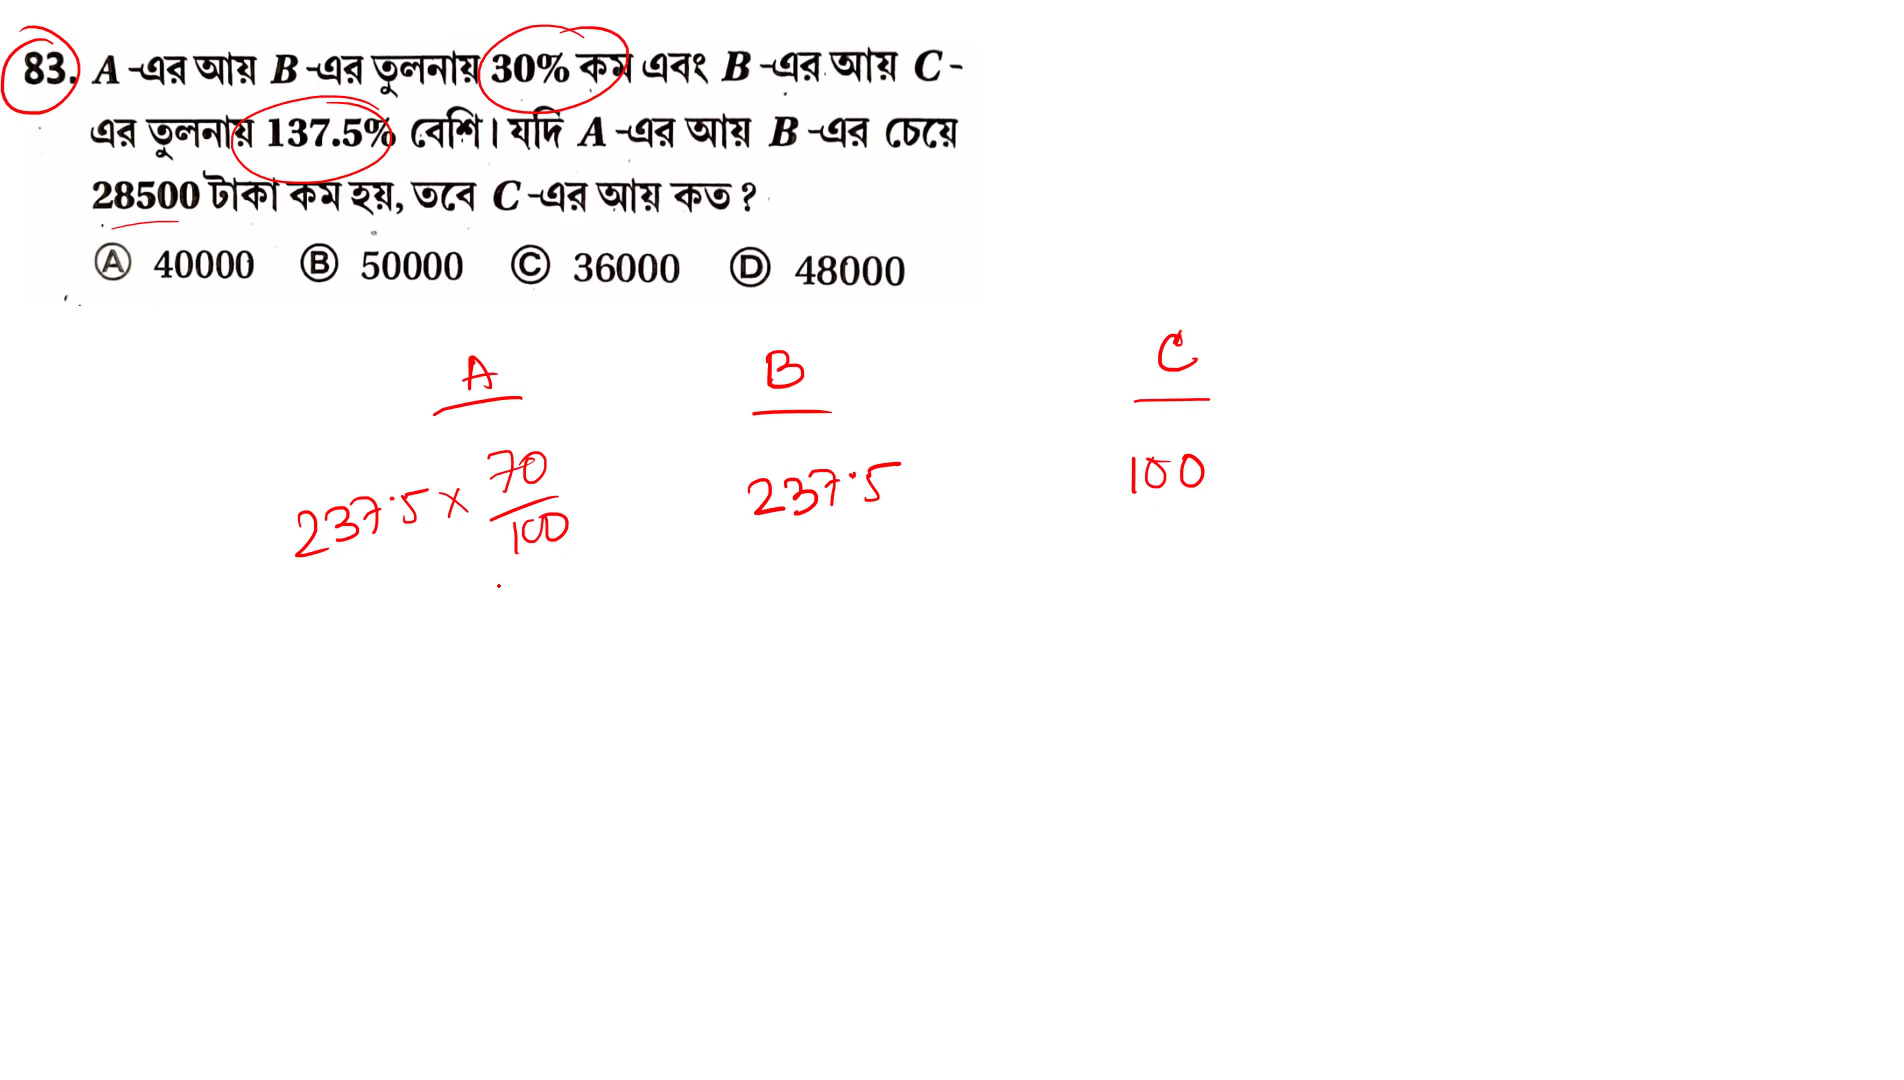 83. A-এর আয় B-এর তুলনায় 30% কম এবং B-এর আয় C-
এর তুলনায় 137.5% বেশি। যদি A-এর আয় B-এর চেয়ে
28500 টাকা কম হয়, তবে C-এর আয় কত ?
Ⓐ 40000 Ⓑ 50000 Ⓒ 36000 Ⓓ 48000
A B C
237.5 × 70/100 237.5 100